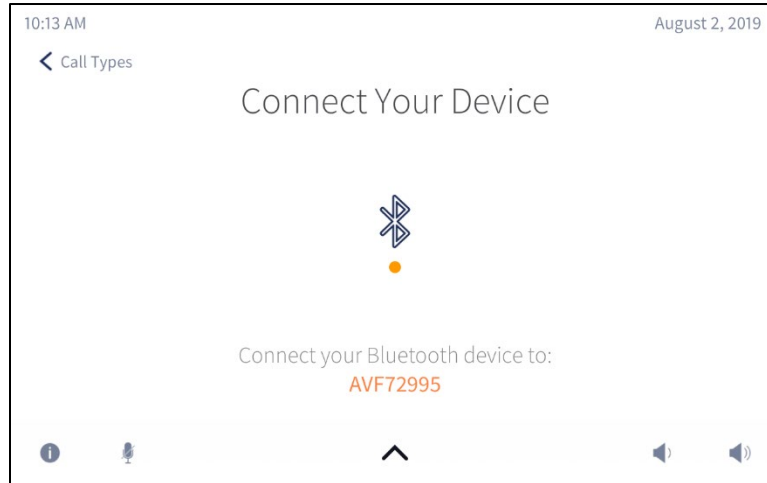 10:13 AM August 2, 2019
Call Types
Connect Your Device
Connect your Bluetooth device to:
AVF72995